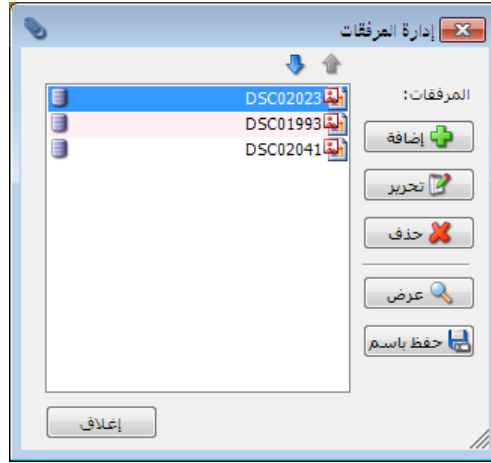 إدارة المرفقات
المرفقات:
DSC02023
DSC01993
DSC02041
إضافة
تحرير
حذف
عرض
حفظ باسم
إغلاق